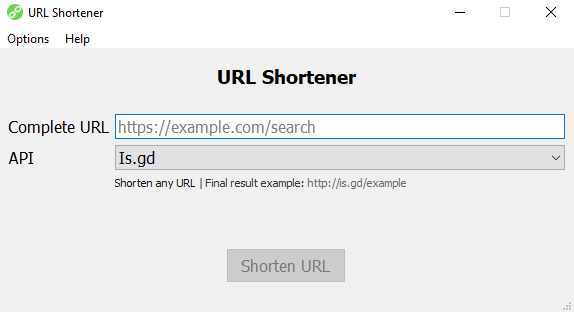 URL Shortener
Options Help
URL Shortener
Complete URL https://example.com/search
API Is.gd
Shorten any URL | Final result example: http://is.gd/example
Shorten URL